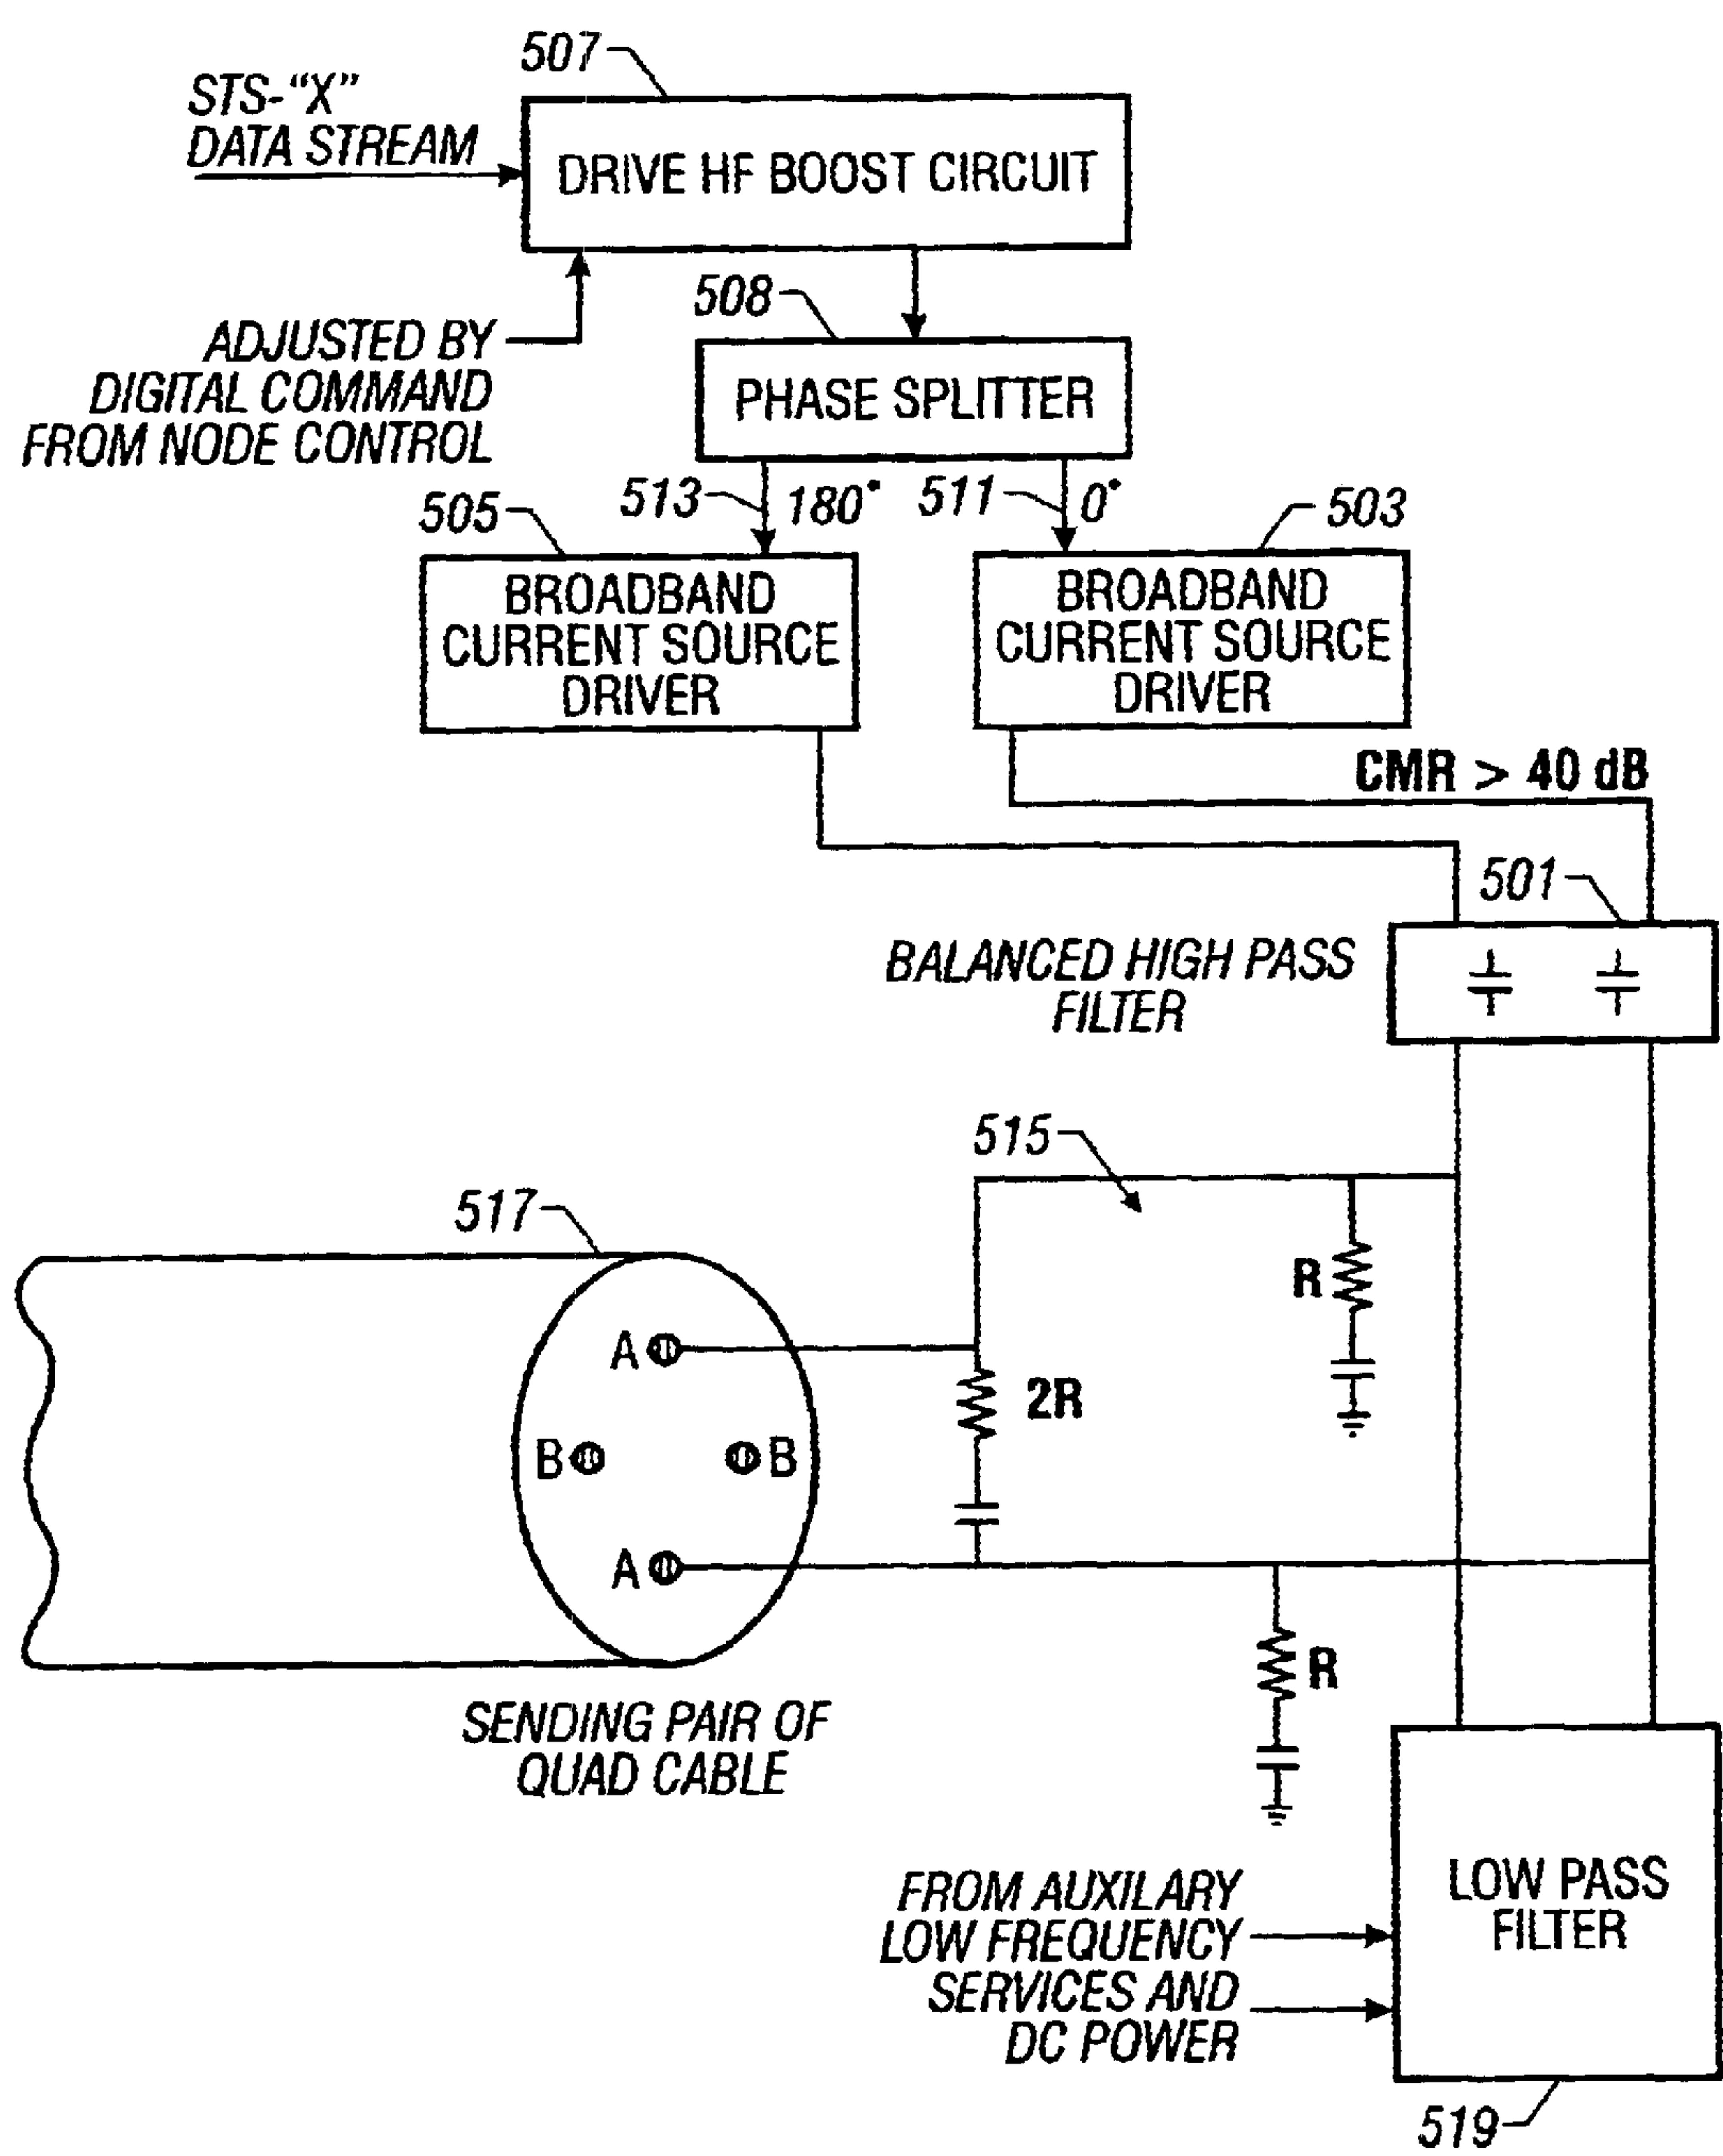 507
STS-“X”
DATA STREAM
DRIVE HF BOOST CIRCUIT
508
ADJUSTED BY
DIGITAL COMMAND
FROM NODE CONTROL
PHASE SPLITTER
513
180°
511
0°
505
503
BROADBAND
CURRENT SOURCE
DRIVER
BROADBAND
CURRENT SOURCE
DRIVER
CMR > 40 dB
501
BALANCED HIGH PASS
FILTER
515
517
R
A
2R
B
B
A
R
SENDING PAIR OF
QUAD CABLE
FROM AUXILARY
LOW FREQUENCY
SERVICES AND
DC POWER
LOW PASS
FILTER
519